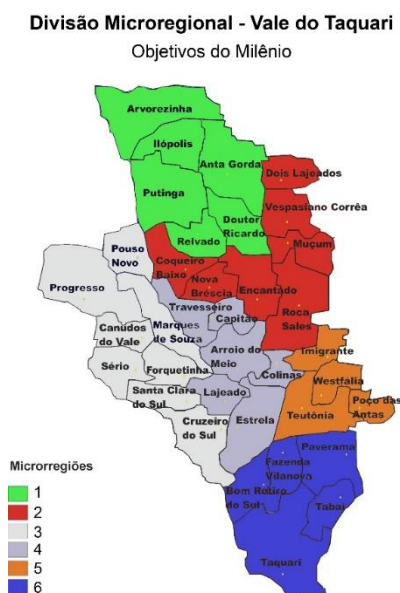 Divisão Microregional - Vale do Taquari
Objetivos do Milênio
Arvorezinha
Ilópolis
Anta Gorda
Dois Lajeados
Putinga
Vespasiano Corrêa
Doutor
Ricardo
Pouso
Novo
Relvado
Muçum
Coqueiro
Baixo
Nova
Bréscia
Progresso
Encantado
Travesseiro
Roca
Sales
Capitão
Canudos
do Vale
Marques
de Souza
Imigrante
Arroio do
Meio
Sério
Forquetinha
Colinas
Westfália
Santa Clara
do Sul
Lajeado
Poço das
Antas
Teutônia
Cruzeiro
do Sul
Estrela
Paverama
Fazenda
Vilanova
Bom Retiro
do Sul
Tabaí
Taquari
Microrregiões
1
2
3
4
5
6